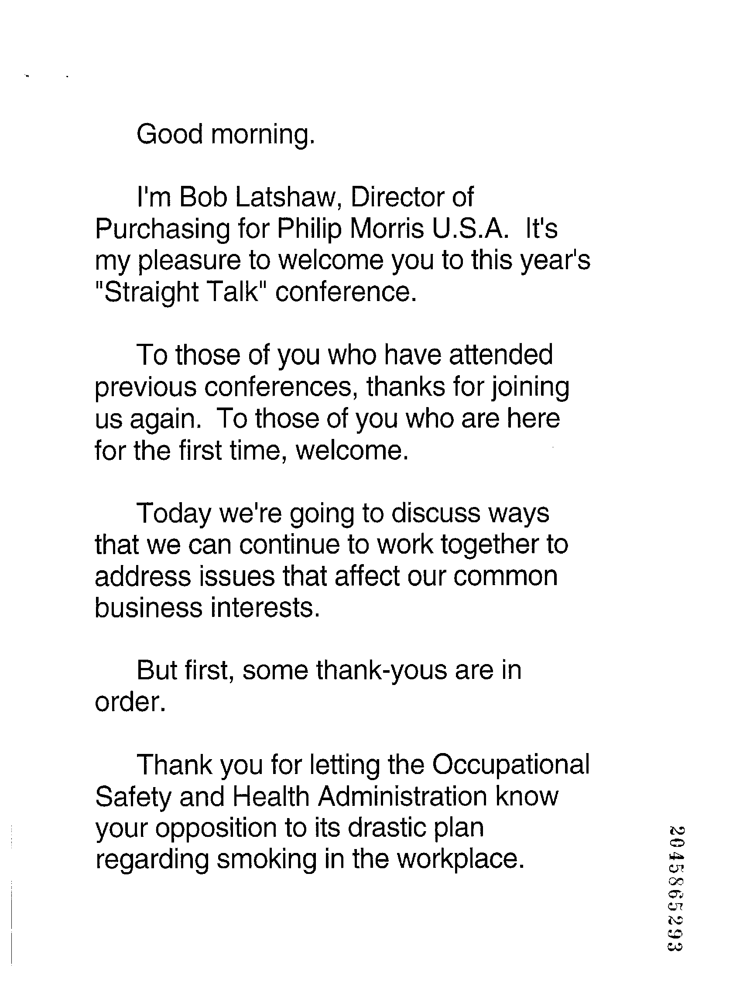 Good morning.
I'm Bob Latshaw, Director of
Purchasing for Philip Morris U.S.A.  It's
my pleasure to welcome you to this year's
"Straight Talk" conference.
To those of you who have attended
previous conferences, thanks for joining
us again.  To those of you who are here
for the first time, welcome.
Today we're going to discuss ways
that we can continue to work together to
address issues that affect our common
business interests.
But first, some thank-yous are in
order.
Thank you for letting the Occupational
Safety and Health Administration know
your opposition to its drastic plan
regarding smoking in the workplace.
2045865293